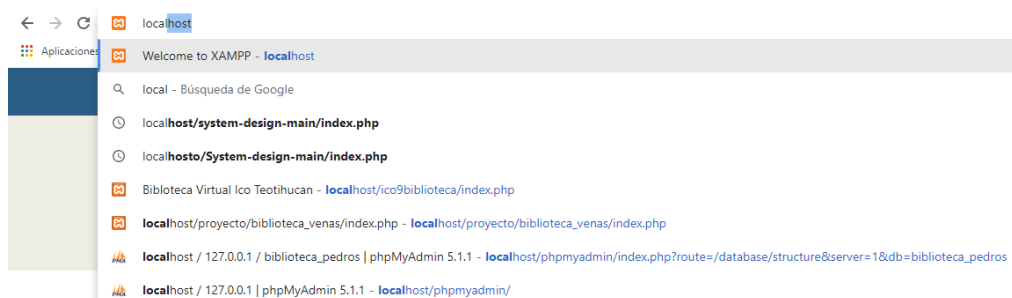 localhost
Aplicaciones
Welcome to XAMPP - localhost
local - Búsqueda de Google
localhost/system-design-main/index.php
localhosto/System-design-main/index.php
Bibloteca Virtual Ico Teotihucan - localhost/ico9biblioteca/index.php
localhost/proyecto/biblioteca_venas/index.php - localhost/proyecto/biblioteca_venas/index.php
localhost / 127.0.0.1 / biblioteca_pedros | phpMyAdmin 5.1.1 - localhost/phpmyadmin/index.php?route=/database/structure&server=1&db=biblioteca_pedros
localhost / 127.0.0.1 | phpMyAdmin 5.1.1 - localhost/phpmyadmin/